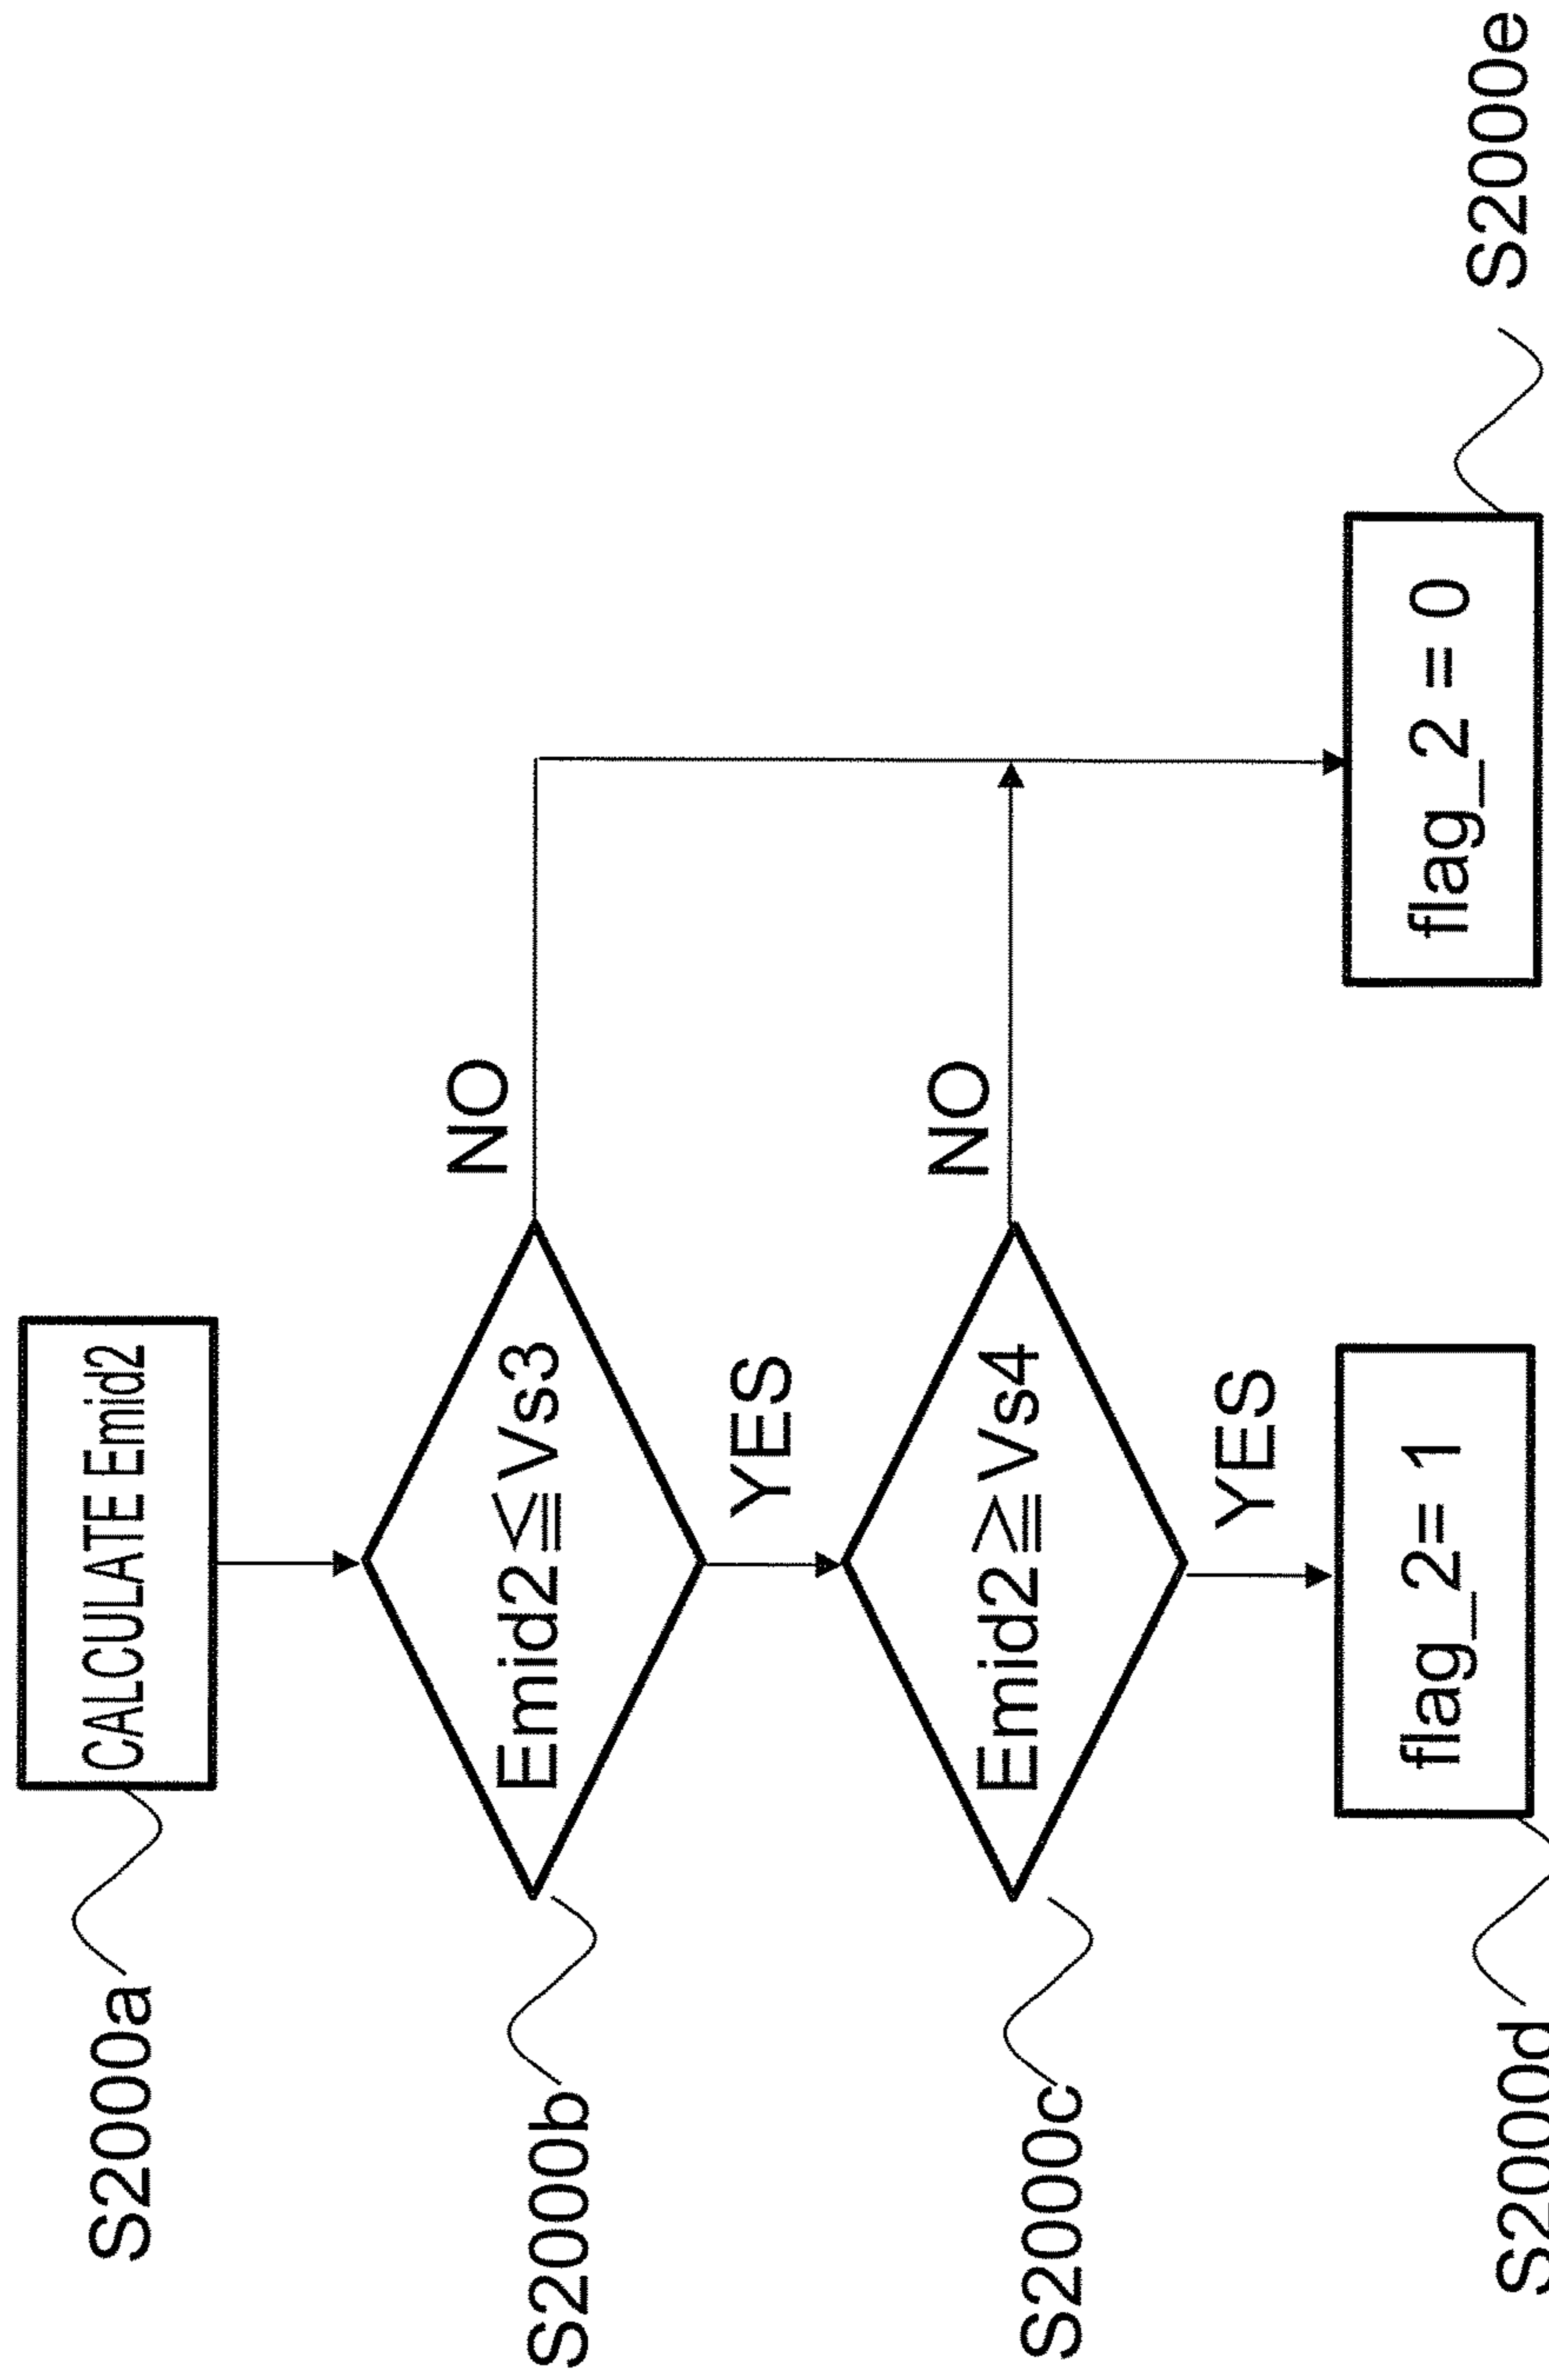 S2000a
CALCULATE Emid2
S2000b
Emid2≦Vs3
NO
YES
S2000c
Emid2≧Vs4
NO
YES
S2000d
flag_2= 1
flag_2 = 0
S2000e